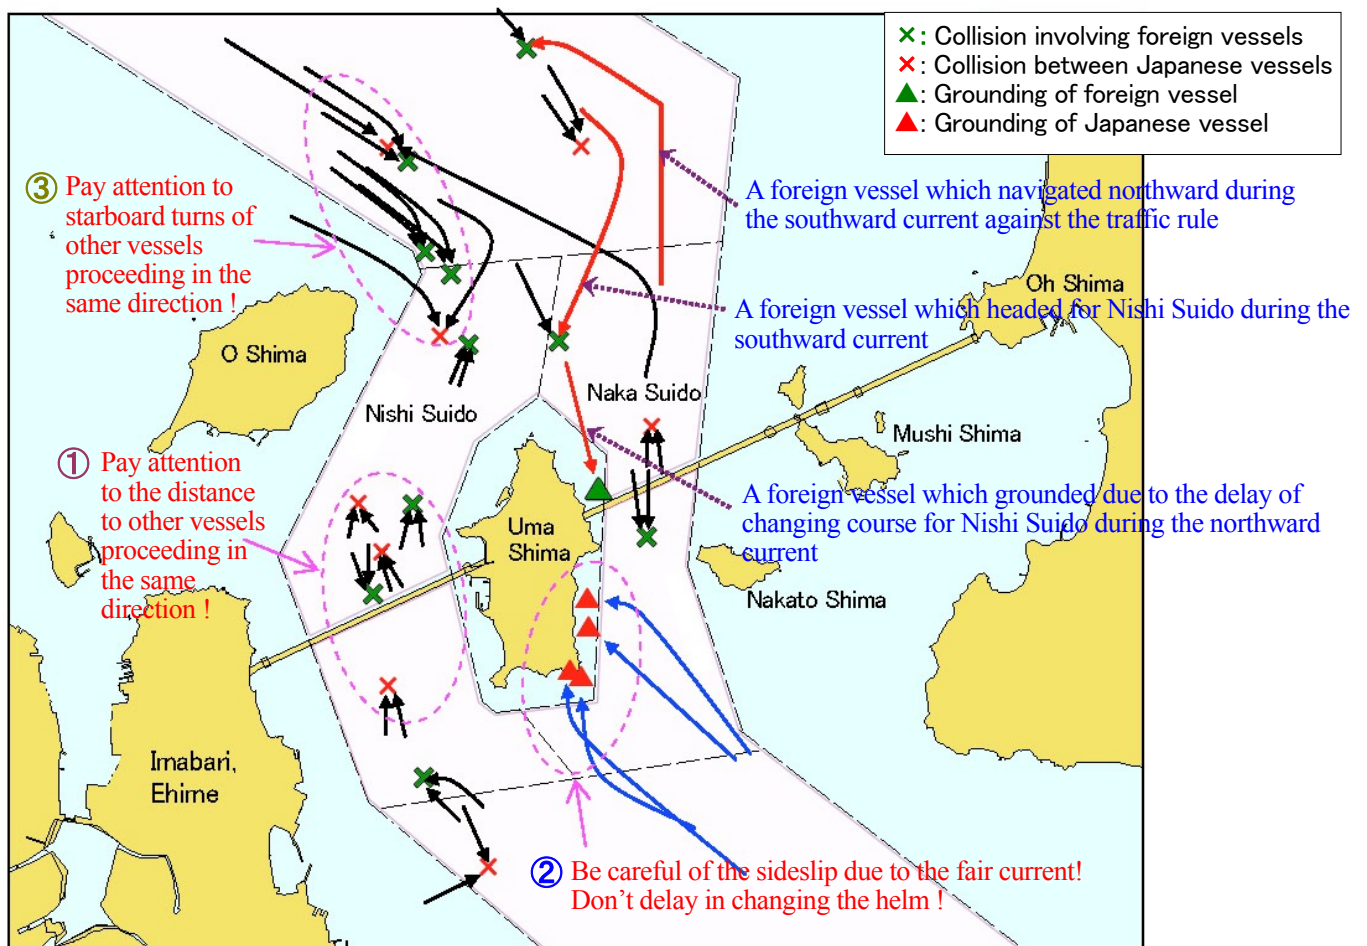 ×: Collision involving foreign vessels
×: Collision between Japanese vessels
▲: Grounding of foreign vessel
▲: Grounding of Japanese vessel
③ Pay attention to
starboard turns of
other vessels
proceeding in the
same direction !
A foreign vessel which navigated northward during
the southward current against the traffic rule
Oh Shima
A foreign vessel which headed for Nishi Suido during the
southward current
O Shima
Nishi Suido
Naka Suido
Mushi Shima
① Pay attention
to the distance
to other vessels
proceeding in
the same
direction !
A foreign vessel which grounded due to the delay of
changing course for Nishi Suido during the northward
current
Uma
Shima
Nakato Shima
Imabari,
Ehime
② Be careful of the sideslip due to the fair current!
Don’t delay in changing the helm !